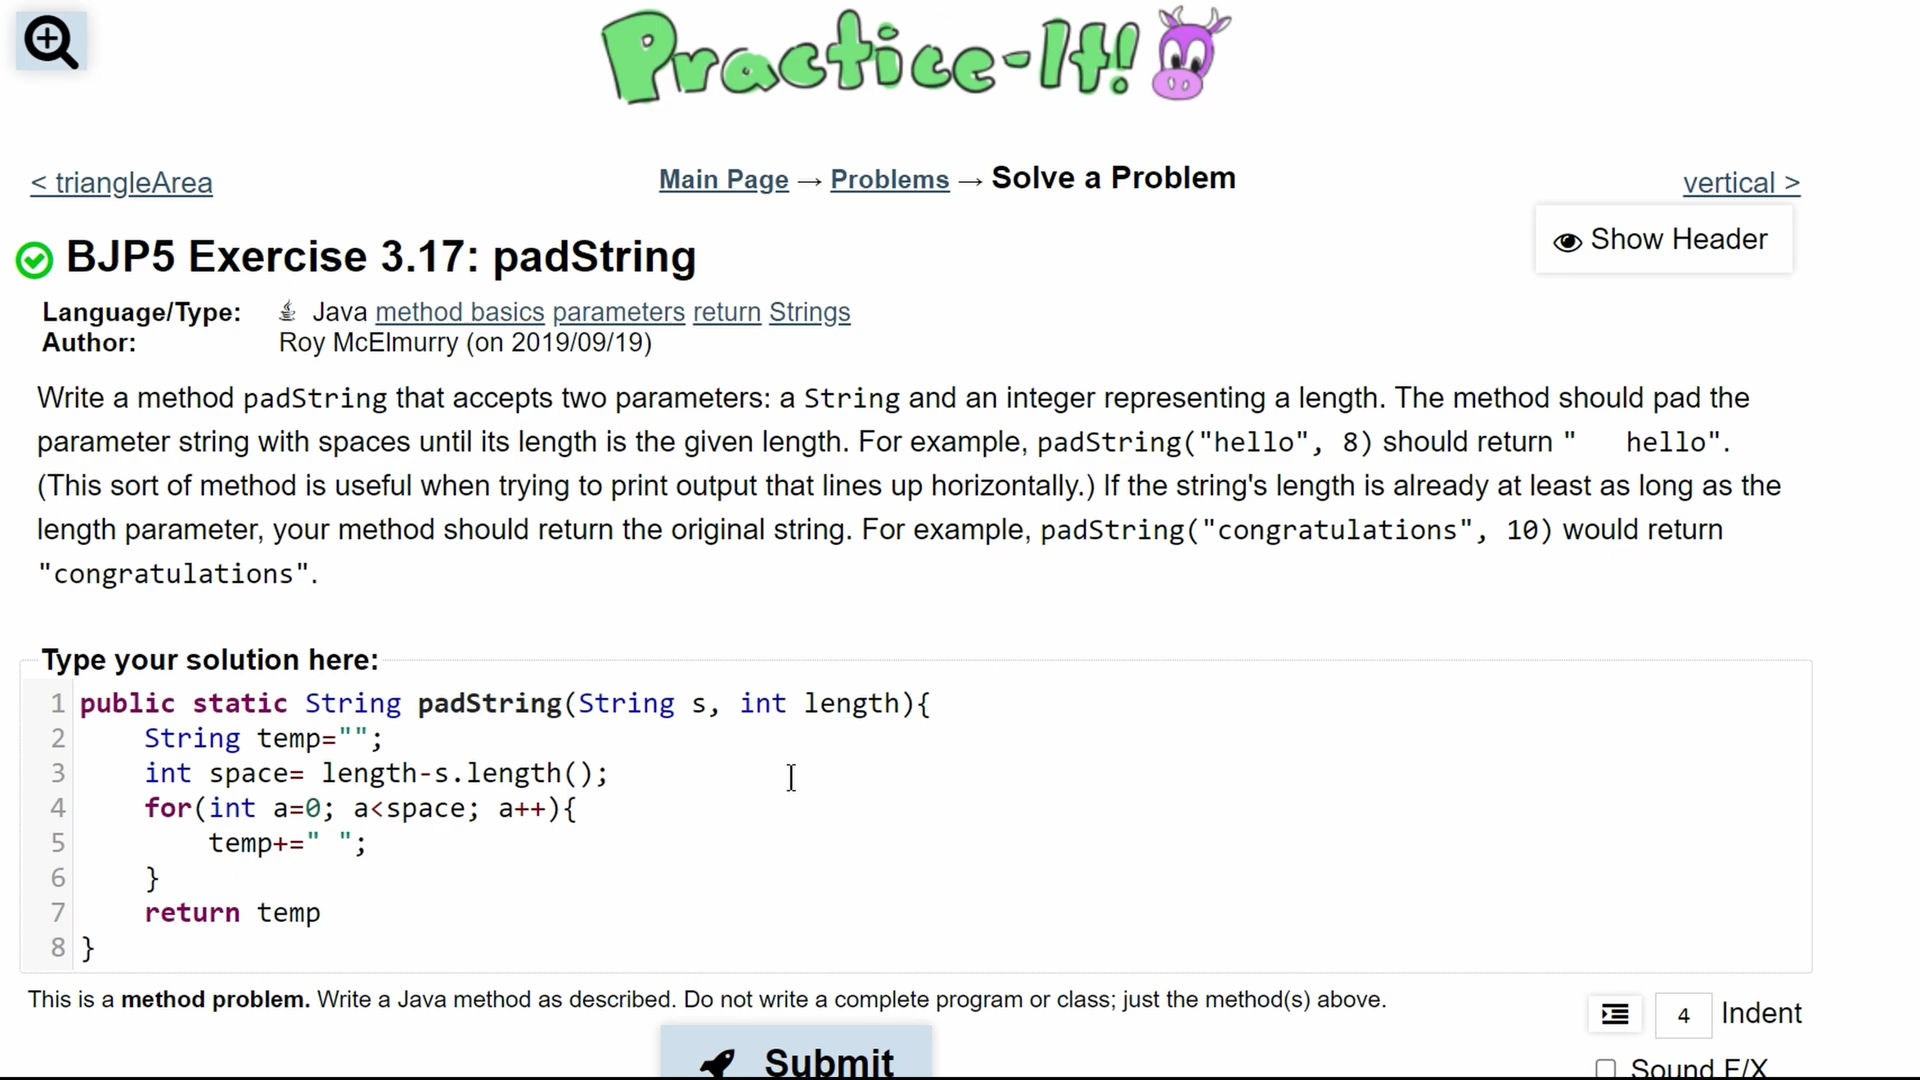 Practice-It!
< triangleArea
Main Page → Problems → Solve a Problem
vertical >
Show Header
BJP5 Exercise 3.17: padString
Language/Type: Java method basics parameters return Strings
Author: Roy McElmurry (on 2019/09/19)
Write a method padString that accepts two parameters: a String and an integer representing a length. The method should pad the
parameter string with spaces until its length is the given length. For example, padString("hello", 8) should return "   hello".
(This sort of method is useful when trying to print output that lines up horizontally.) If the string's length is already at least as long as the
length parameter, your method should return the original string. For example, padString("congratulations", 10) would return
"congratulations".
Type your solution here:
1 public static String padString(String s, int length){
2     String temp="";
3     int space= length-s.length();
4     for(int a=0; a<space; a++){
5         temp+=" ";
6     }
7     return temp
8 }
This is a method problem. Write a Java method as described. Do not write a complete program or class; just the method(s) above.
4 Indent
Submit
Sound F/X